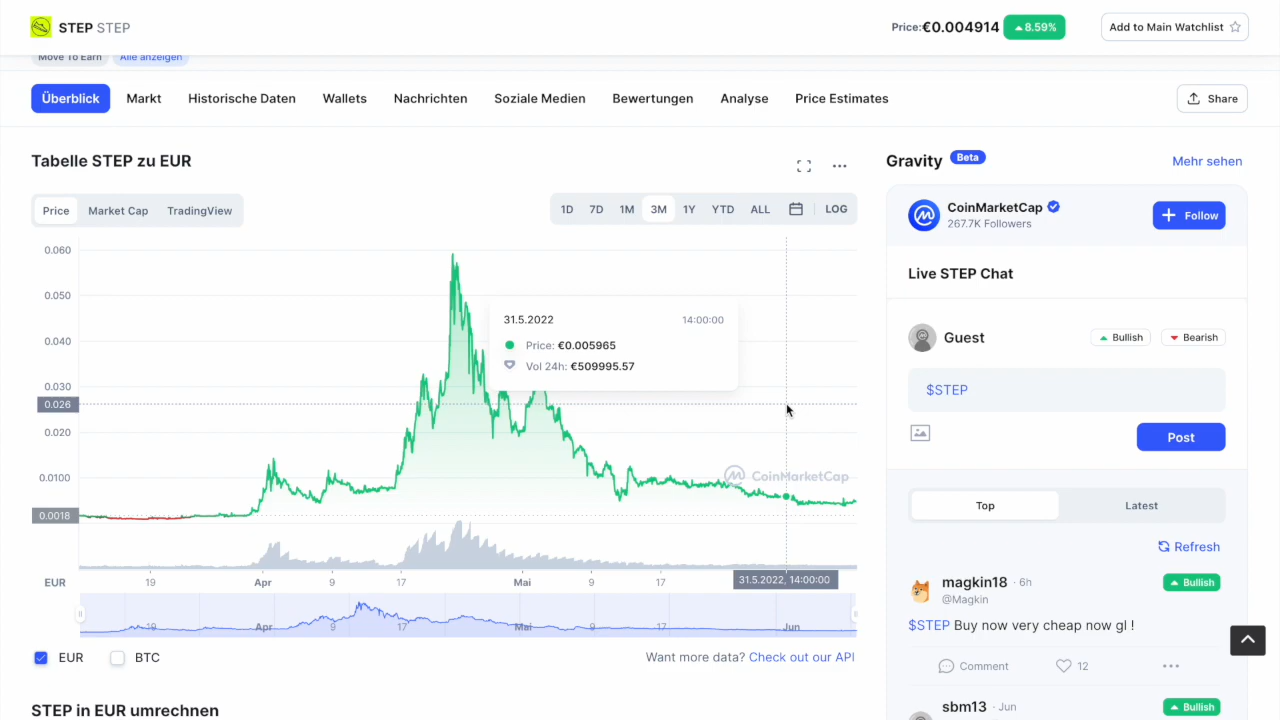 STEP STEP
Price:€0.004914 8.59%
Add to Main Watchlist
Move To Earn Alle anzeigen
Überblick Markt Historische Daten Wallets Nachrichten Soziale Medien Bewertungen Analyse Price Estimates
Share
Tabelle STEP zu EUR
Price Market Cap TradingView
1D 7D 1M 3M 1Y YTD ALL LOG
0.060
0.050
0.040
0.030
0.026
0.020
0.0100
0.0018
31.5.2022 14:00:00
Price: €0.005965
Vol 24h: €509995.57
CoinMarketCap
EUR 19 Apr 9 17 Mai 9 17 31.5.2022, 14:00:00
19 Apr 9 17 Mai 9 17 Jun
EUR BTC
Want more data? Check out our API
STEP in EUR umrechnen
Gravity Beta
Mehr sehen
CoinMarketCap
267.7K Followers
Follow
Live STEP Chat
Guest
Bullish Bearish
$STEP
Post
Top Latest
Refresh
magkin18 · 6h
@Magkin
Bullish
$STEP Buy now very cheap now gl !
Comment 12
sbm13 · Jun
Bullish